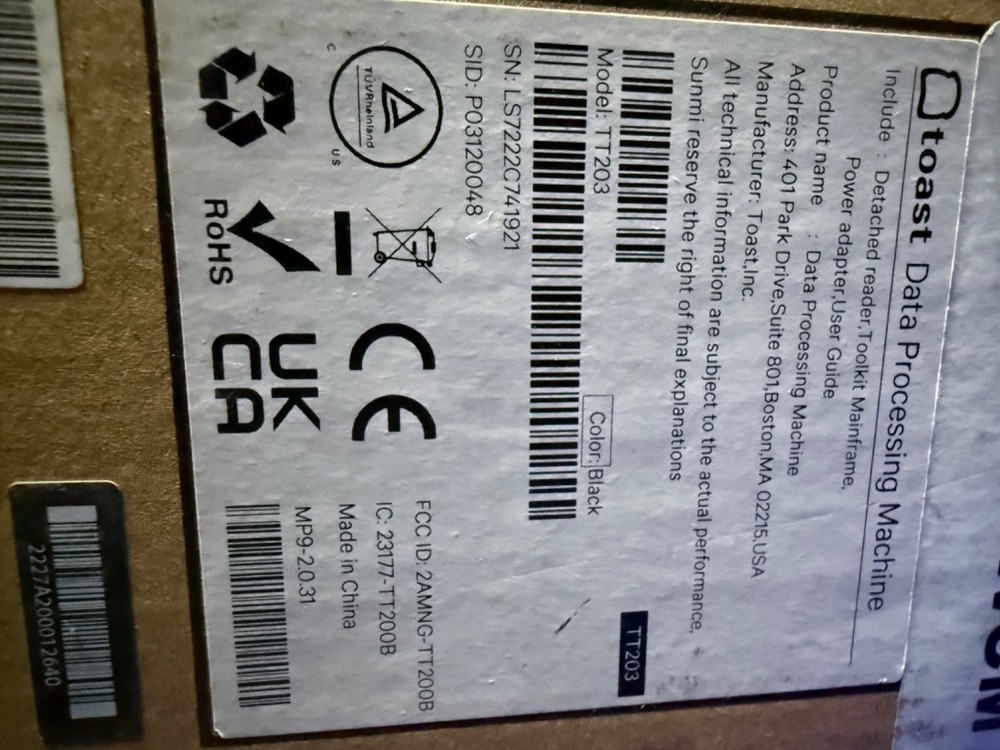 toast Data Processing Machine
Include : Detached reader,Toolkit Mainframe,
Power adapter,User Guide
Product name : Data Processing Machine
Address: 401 Park Drive,Suite 801,Boston,MA 02215,USA
Manufacturer: Toast,Inc.
All technical information are subject to the actual performance,
Sunmi reserve the right of final explanations
TT203
Model: TT203
Color: Black
SN: LS7222C741921
SID: P03120048
c TÜVRheinland US
CE
FCC ID: 2AMNG-TT200B
IC: 23177-TT200B
Made in China
RoHS
UK
CA
MP9-2.0.31
2227A200012640